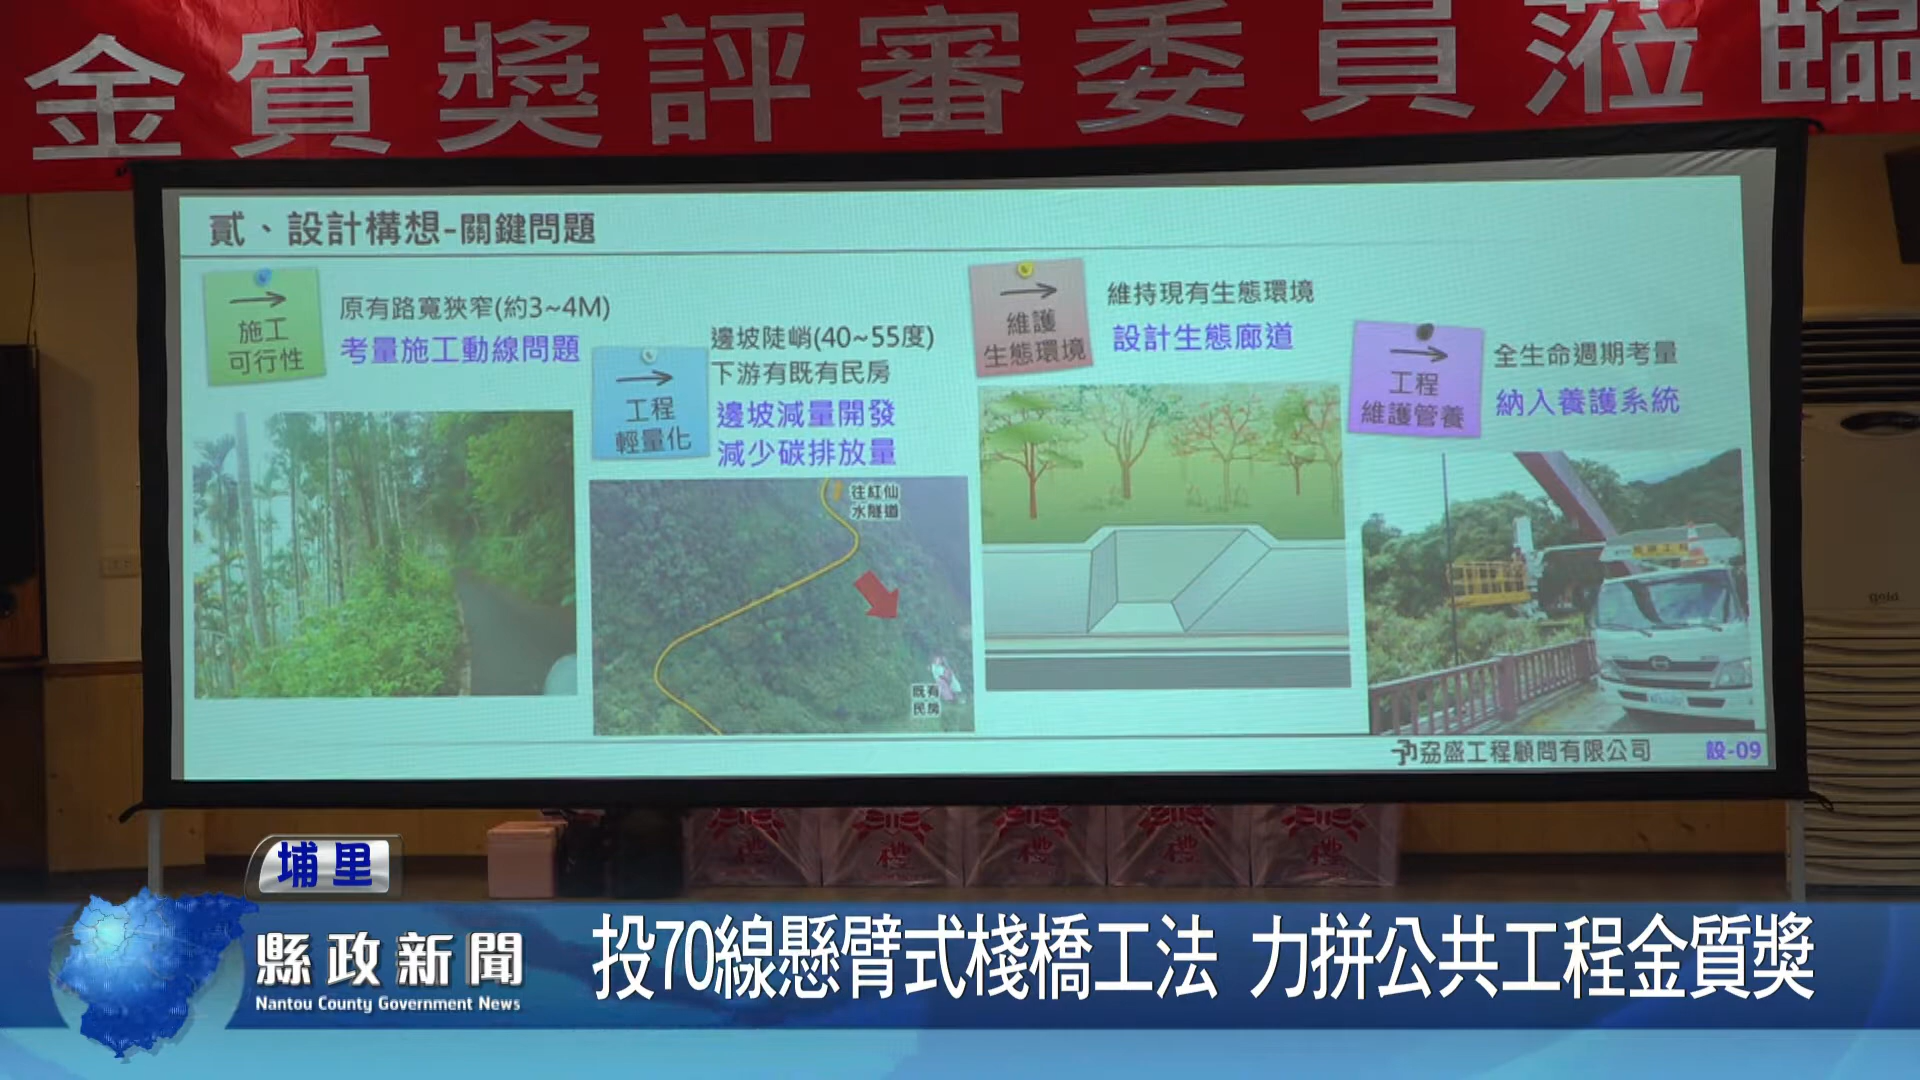 金質獎評審委員蒞臨
貳、設計構想-關鍵問題
施工
可行性
原有路寬狹窄(約3~4M)
考量施工動線問題
工程
輕量化
邊坡陡峭(40~55度)
下游有既有民房
邊坡減量開發
減少碳排放量
維護
生態環境
維持現有生態環境
設計生態廊道
工程
維護管養
全生命週期考量
納入養護系統
往紅仙
水隧道
既有
民房
劦盛工程顧問有限公司
設-09
gold
禮
禮
禮
禮
埔里
縣政新聞
Nantou County Government News
投70線懸臂式棧橋工法 力拼公共工程金質獎